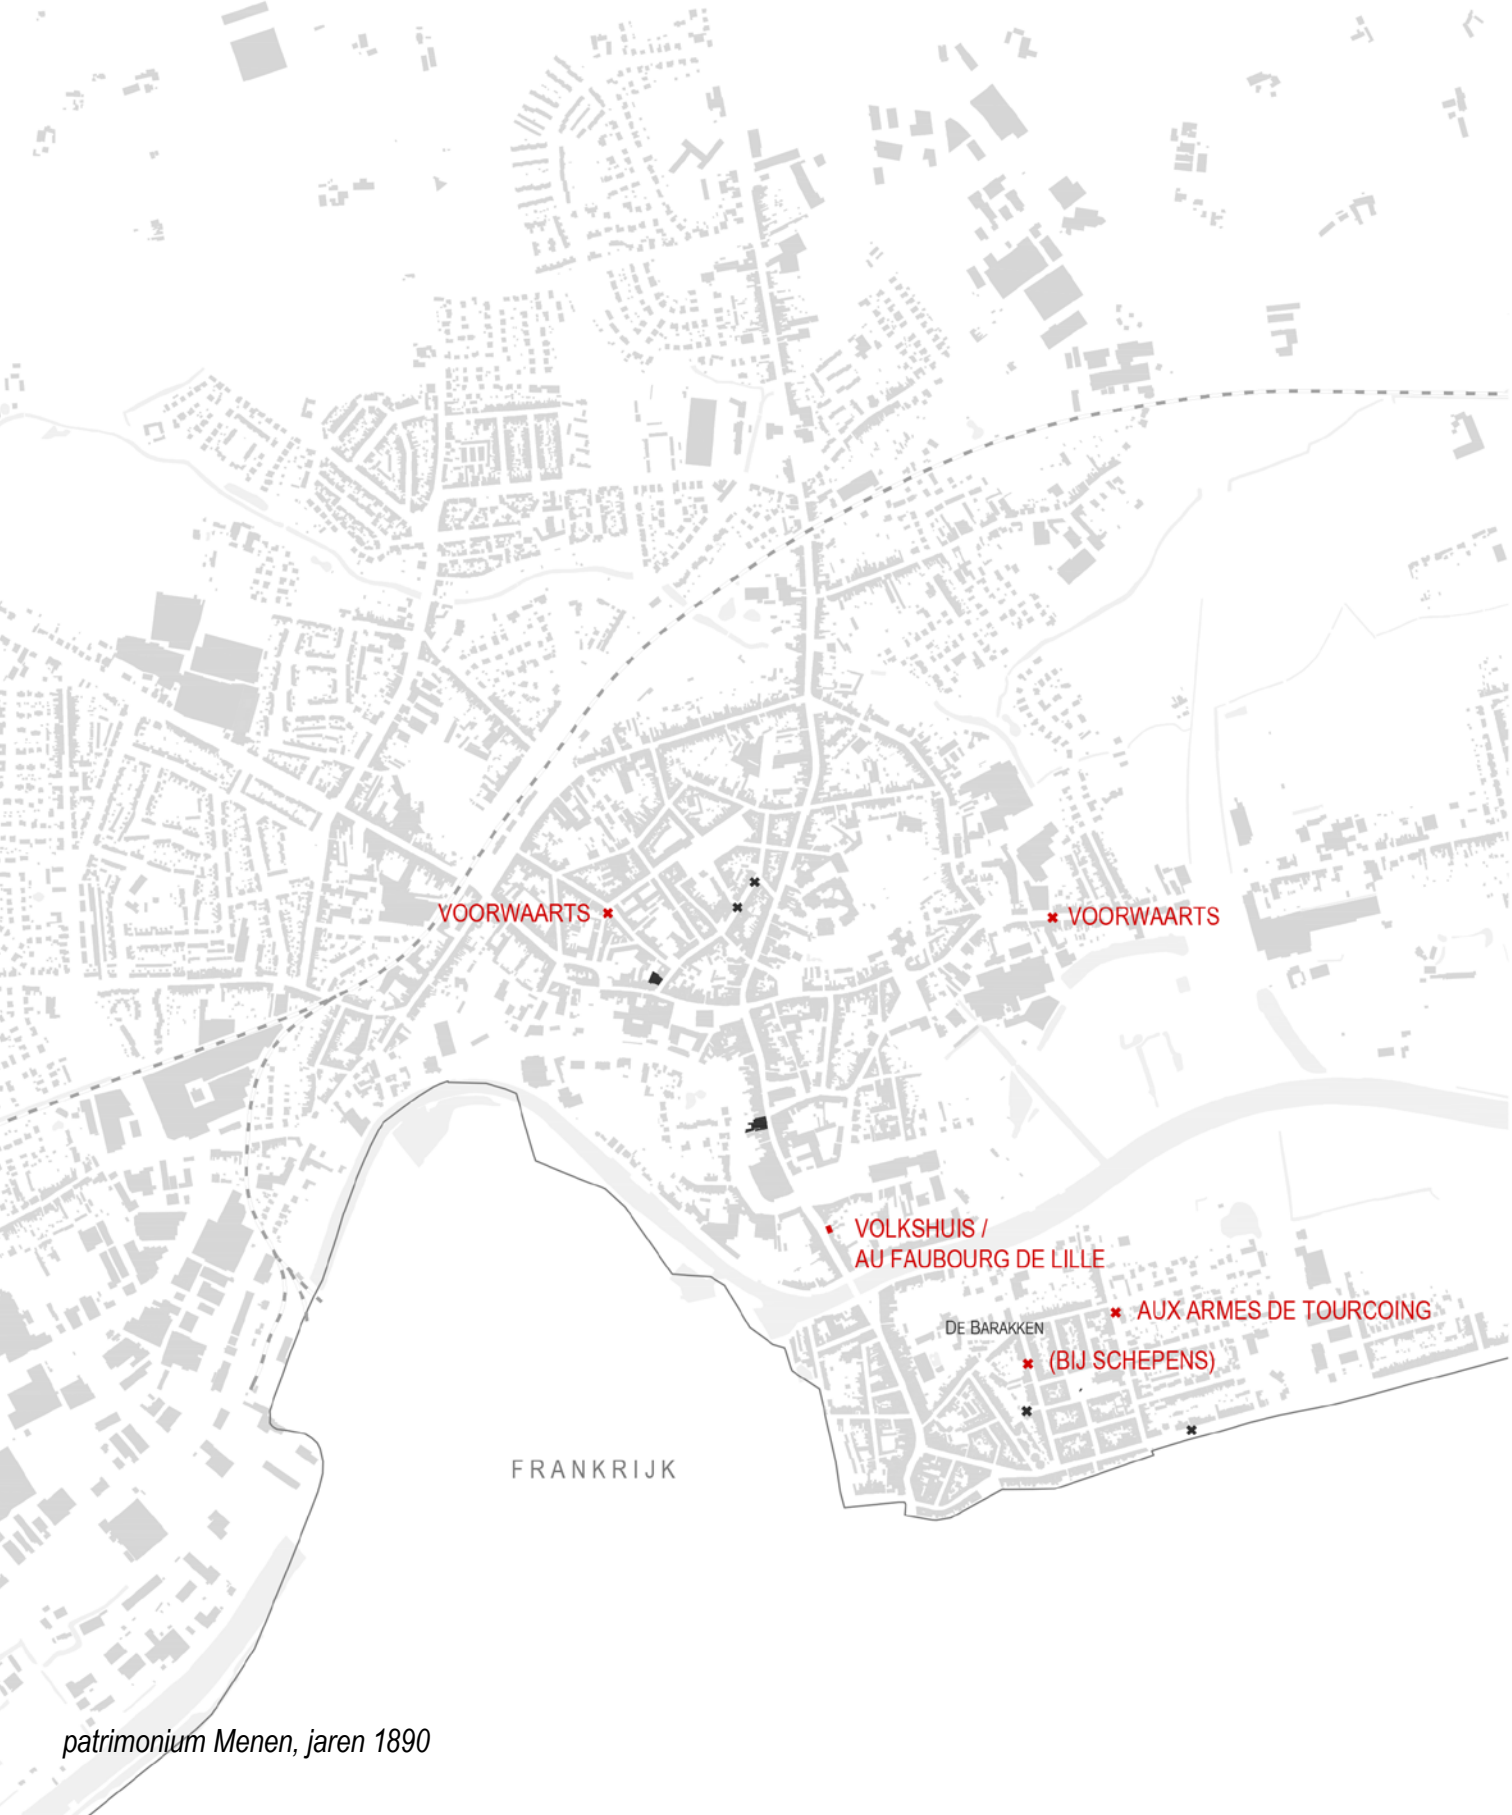 VOORWAARTS
VOORWAARTS
VOLKSHUIS /
AU FAUBOURG DE LILLE
AUX ARMES DE TOURCOING
DE BARAKKEN
(BIJ SCHEPENS)
FRANKRIJK
patrimonium Menen, jaren 1890